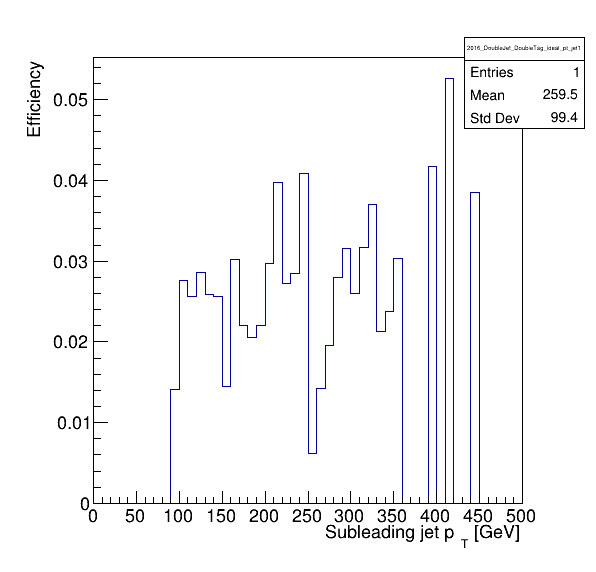 2016_DoubleJet_DoubleTag_ideal_pt_jet1
Entries 1
Mean 259.5
Std Dev 99.4
Efficiency
0.05
0.04
0.03
0.02
0.01
0
0 50 100 150 200 250 300 350 400 450 500
Subleading jet p T [GeV]